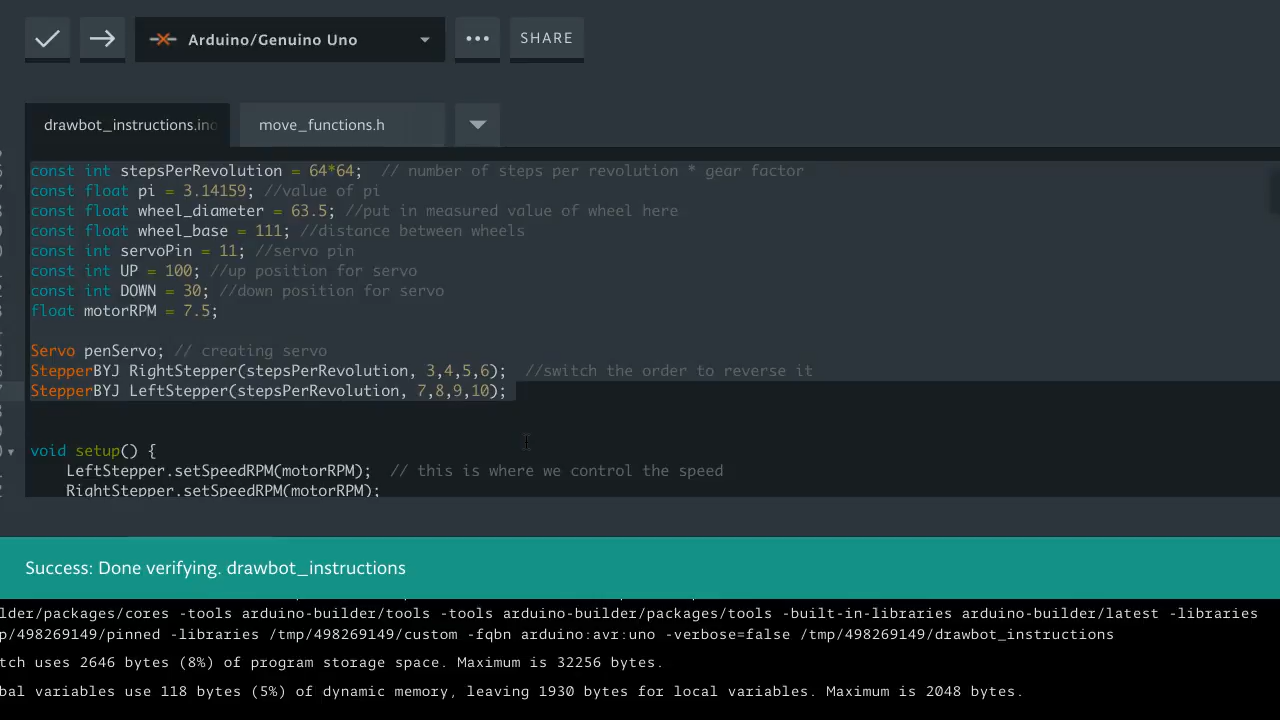 Arduino/Genuino Uno
SHARE
drawbot_instructions.ino
move_functions.h
const int stepsPerRevolution = 64*64;  // number of steps per revolution * gear factor
const float pi = 3.14159; //value of pi
const float wheel_diameter = 63.5; //put in measured value of wheel here
const float wheel_base = 111; //distance between wheels
const int servoPin = 11; //servo pin
const int UP = 100; //up position for servo
const int DOWN = 30; //down position for servo
float motorRPM = 7.5;
Servo penServo; // creating servo
StepperBYJ RightStepper(stepsPerRevolution, 3,4,5,6);  //switch the order to reverse it
StepperBYJ LeftStepper(stepsPerRevolution, 7,8,9,10);
void setup() {
LeftStepper.setSpeedRPM(motorRPM);  // this is where we control the speed
RightStepper.setSpeedRPM(motorRPM);
Success: Done verifying. drawbot_instructions
lder/packages/cores -tools arduino-builder/tools -tools arduino-builder/packages/tools -built-in-libraries arduino-builder/latest -libraries
p/498269149/pinned -libraries /tmp/498269149/custom -fqbn arduino:avr:uno -verbose=false /tmp/498269149/drawbot_instructions
tch uses 2646 bytes (8%) of program storage space. Maximum is 32256 bytes.
bal variables use 118 bytes (5%) of dynamic memory, leaving 1930 bytes for local variables. Maximum is 2048 bytes.